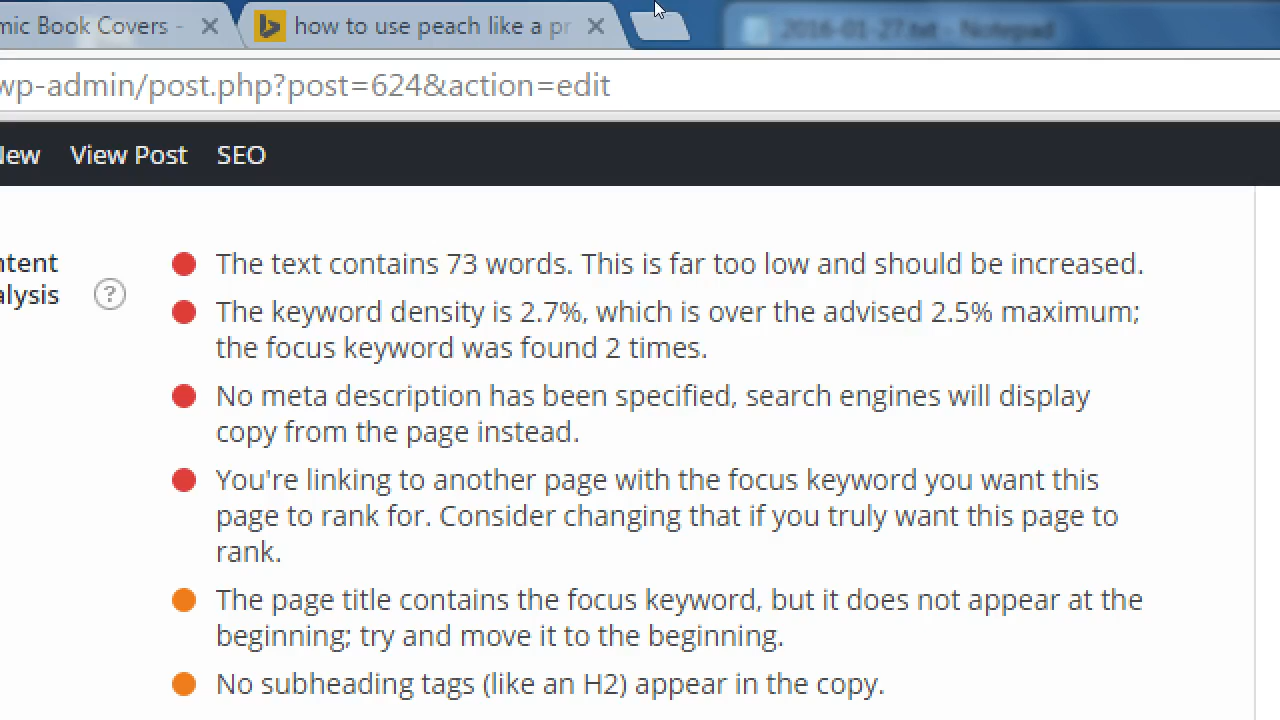 mic Book Covers -
how to use peach like a pr
2016-01-27.txt - Notepad
wp-admin/post.php?post=624&action=edit
New View Post SEO
ntent
alysis
?
The text contains 73 words. This is far too low and should be increased.
The keyword density is 2.7%, which is over the advised 2.5% maximum;
the focus keyword was found 2 times.
No meta description has been specified, search engines will display
copy from the page instead.
You're linking to another page with the focus keyword you want this
page to rank for. Consider changing that if you truly want this page to
rank.
The page title contains the focus keyword, but it does not appear at the
beginning; try and move it to the beginning.
No subheading tags (like an H2) appear in the copy.